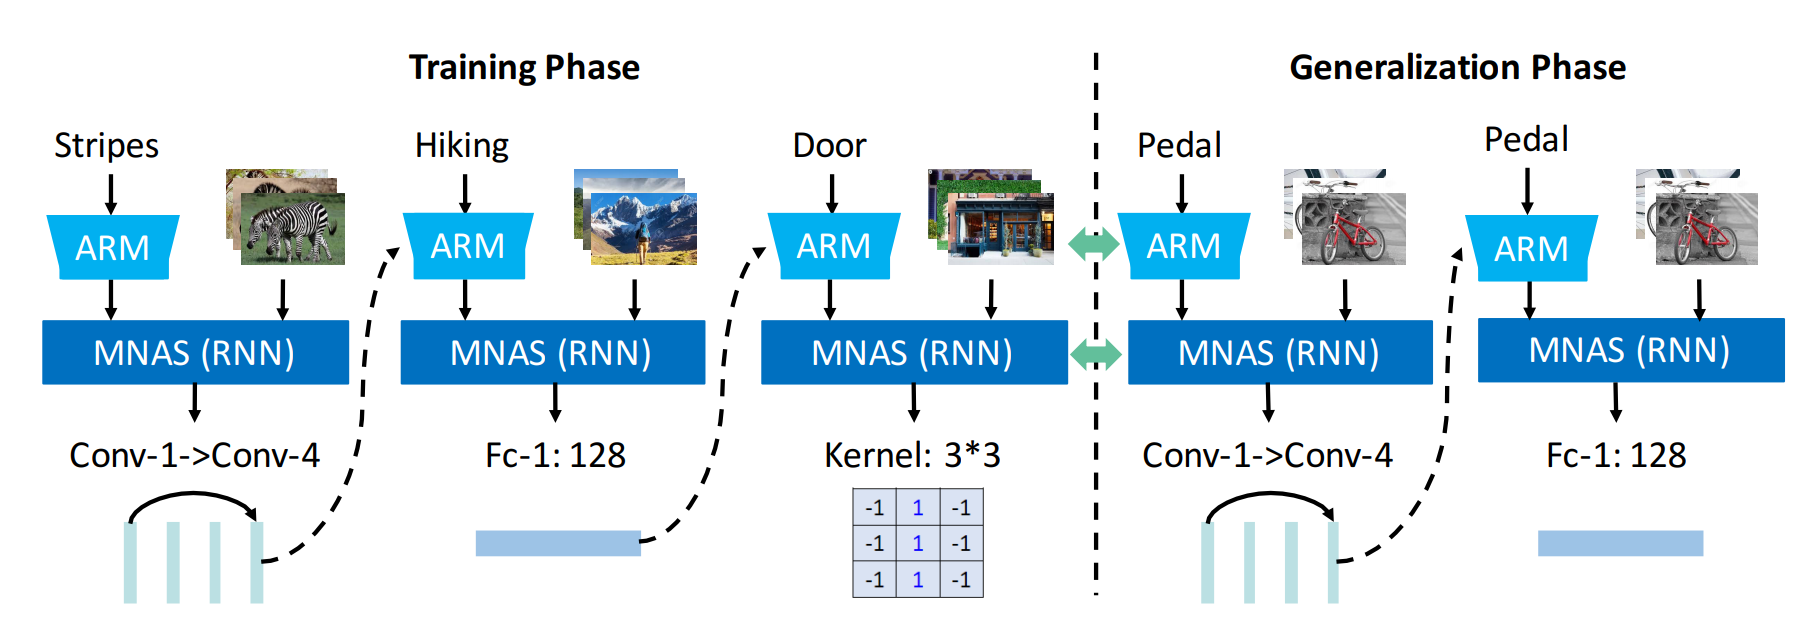 Training Phase
Generalization Phase
Stripes
Hiking
Door
Pedal
Pedal
ARM
ARM
ARM
ARM
ARM
MNAS (RNN)
MNAS (RNN)
MNAS (RNN)
MNAS (RNN)
MNAS (RNN)
Conv-1->Conv-4
Fc-1: 128
Kernel: 3*3
Conv-1->Conv-4
Fc-1: 128
-1 1 -1
-1 1 -1
-1 1 -1